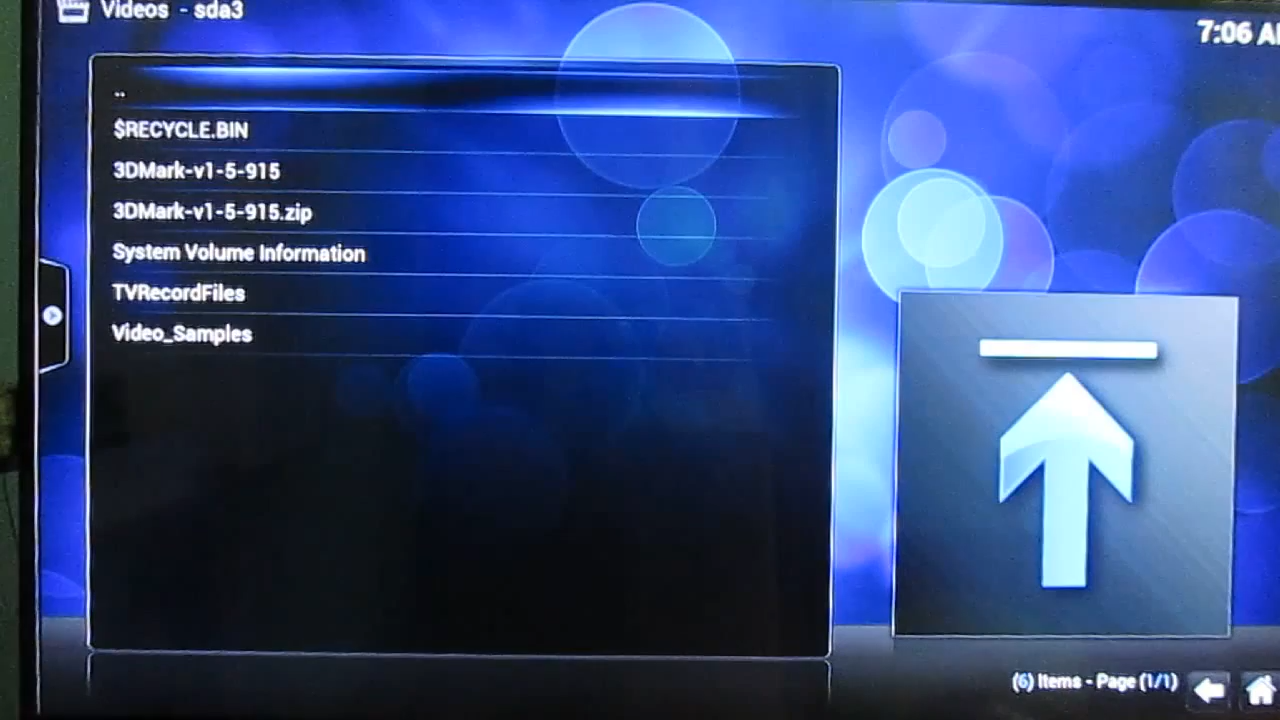 Videos - sda3
7:06 A
..
$RECYCLE.BIN
3DMark-v1-5-915
3DMark-v1-5-915.zip
System Volume Information
TVRecordFiles
Video_Samples
(6) Items - Page (1/1)